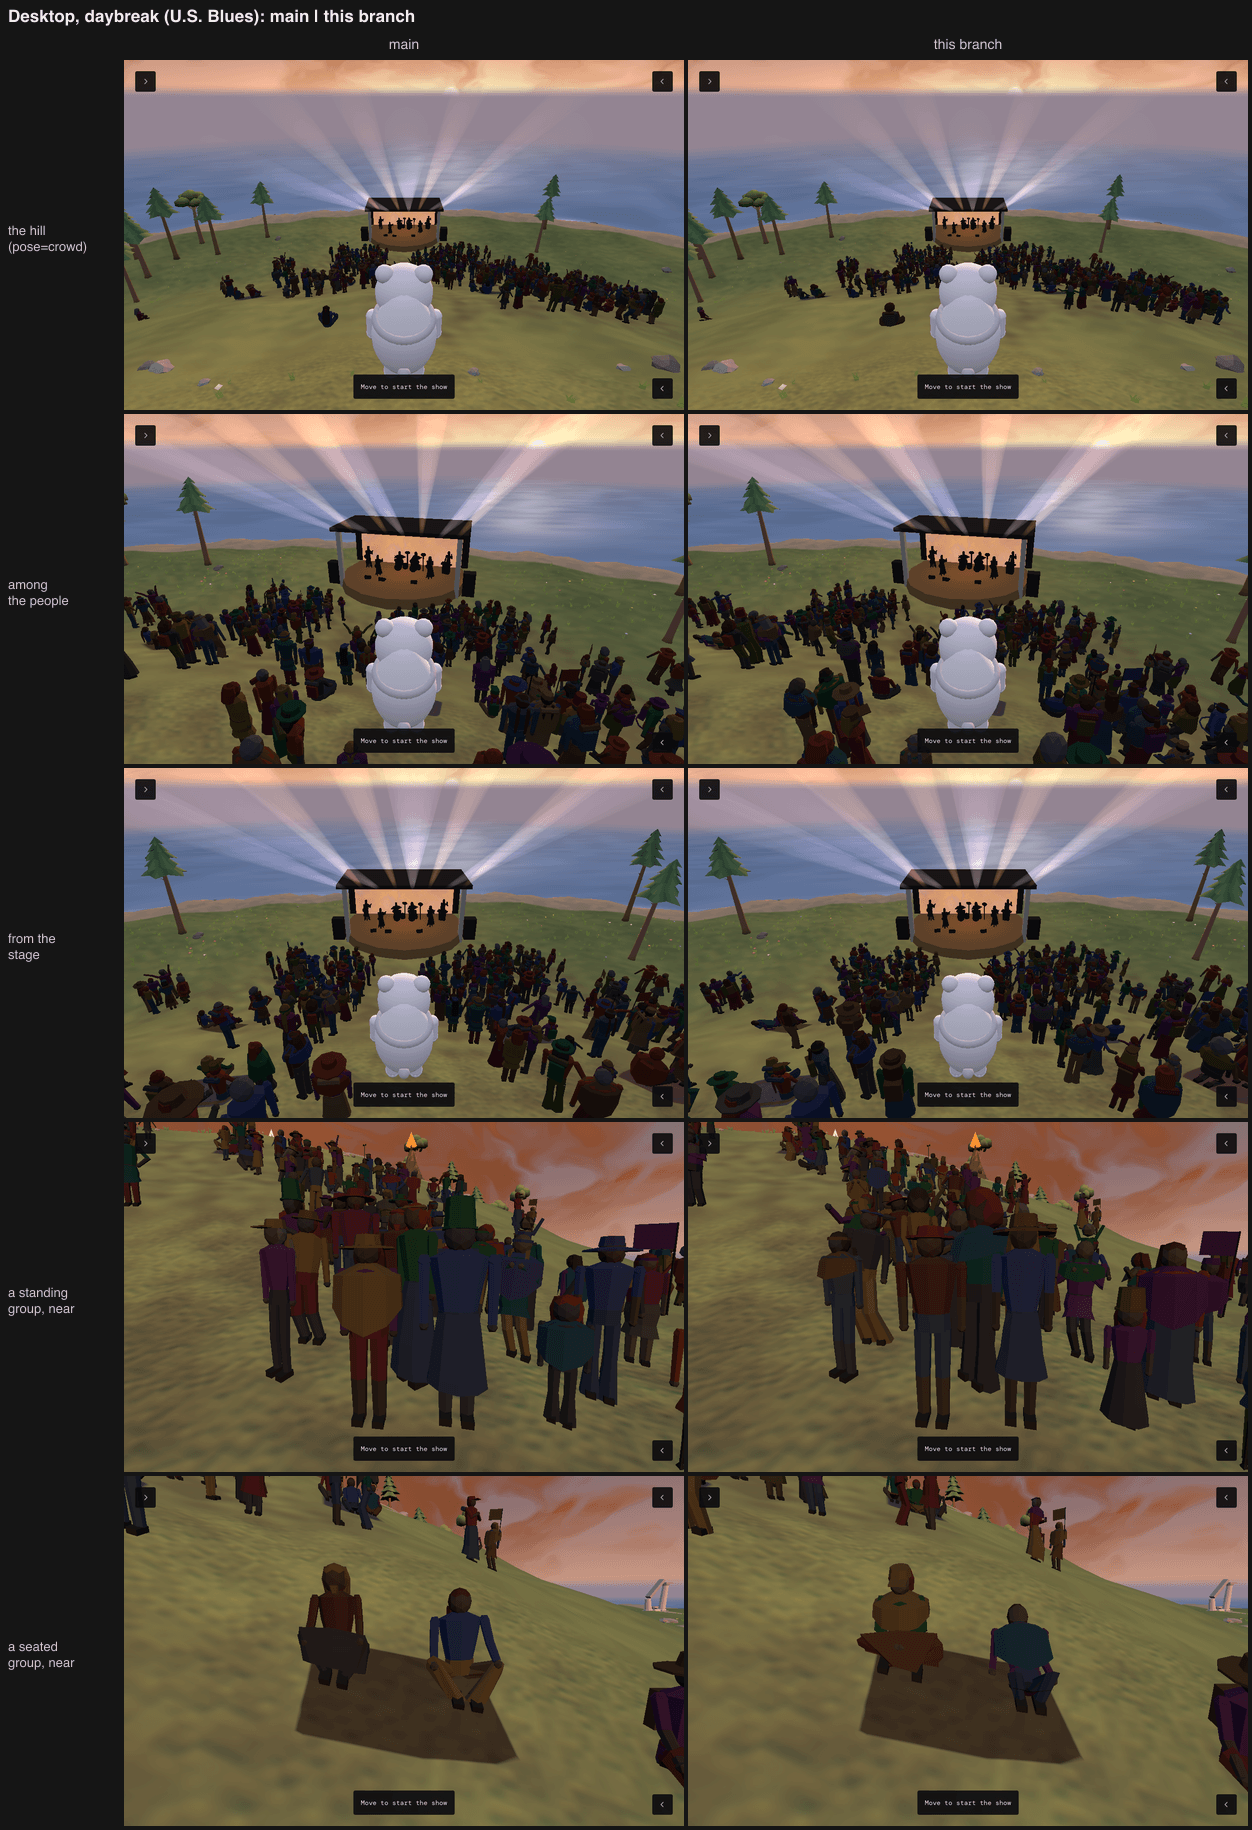 Desktop, daybreak (U.S. Blues): main | this branch
main
this branch
the hill
(pose=crowd)
Move to start the show
Move to start the show
among
the people
Move to start the show
Move to start the show
from the
stage
Move to start the show
Move to start the show
a standing
group, near
Move to start the show
Move to start the show
a seated
group, near
Move to start the show
Move to start the show